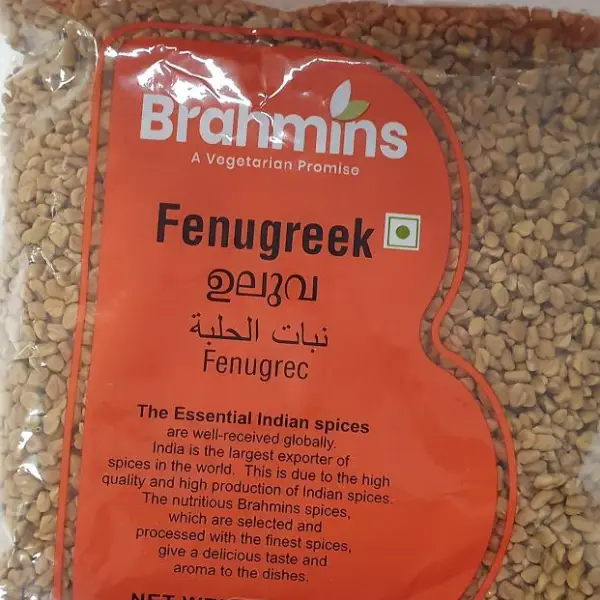 Brahmins
A Vegetarian Promise
Fenugreek
ഉലുവ
نبات الحلبة
Fenugrec
The Essential Indian spices
are well-received globally.
India is the largest exporter of
spices in the world. This is due to the high
quality and high production of Indian spices.
The nutritious Brahmins spices,
which are selected and
processed with the finest spices,
give a delicious taste and
aroma to the dishes.
NET